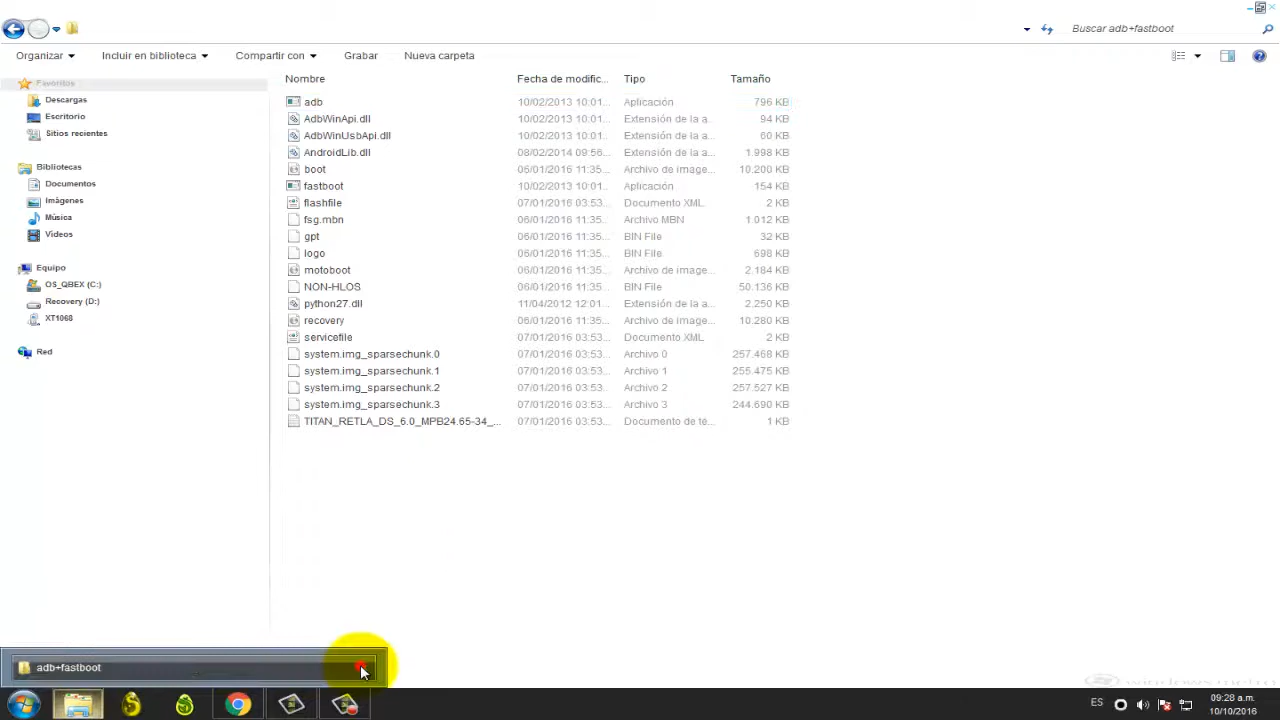 Buscar adb+fastboot
Organizar Incluir en biblioteca Compartir con Grabar Nueva carpeta
Favoritos
Descargas
Escritorio
Sitios recientes
Bibliotecas
Documentos
Imágenes
Música
Videos
Equipo
OS_QBEX (C:)
Recovery (D:)
XT1068
Red
Nombre Fecha de modific... Tipo Tamaño
adb 10/02/2013 10:01... Aplicación 796 KB
AdbWinApi.dll 10/02/2013 10:01... Extensión de la a... 94 KB
AdbWinUsbApi.dll 10/02/2013 10:01... Extensión de la a... 60 KB
AndroidLib.dll 08/02/2014 09:56... Extensión de la a... 1.998 KB
boot 06/01/2016 11:35... Archivo de image... 10.200 KB
fastboot 10/02/2013 10:01... Aplicación 154 KB
flashfile 07/01/2016 03:53... Documento XML 2 KB
fsg.mbn 06/01/2016 11:35... Archivo MBN 1.012 KB
gpt 06/01/2016 11:35... BIN File 32 KB
logo 06/01/2016 11:35... BIN File 698 KB
motoboot 06/01/2016 11:35... Archivo de image... 2.184 KB
NON-HLOS 06/01/2016 11:35... BIN File 50.136 KB
python27.dll 11/04/2012 12:01... Extensión de la a... 2.250 KB
recovery 06/01/2016 11:35... Archivo de image... 10.280 KB
servicefile 07/01/2016 03:53... Documento XML 2 KB
system.img_sparsechunk.0 07/01/2016 03:53... Archivo 0 257.468 KB
system.img_sparsechunk.1 07/01/2016 03:53... Archivo 1 255.475 KB
system.img_sparsechunk.2 07/01/2016 03:53... Archivo 2 257.527 KB
system.img_sparsechunk.3 07/01/2016 03:53... Archivo 3 244.690 KB
TITAN_RETLA_DS_6.0_MPB24.65-34_... 07/01/2016 03:53... Documento de te... 1 KB
windows metro
adb+fastboot
ES
09:28 a.m.
10/10/2016